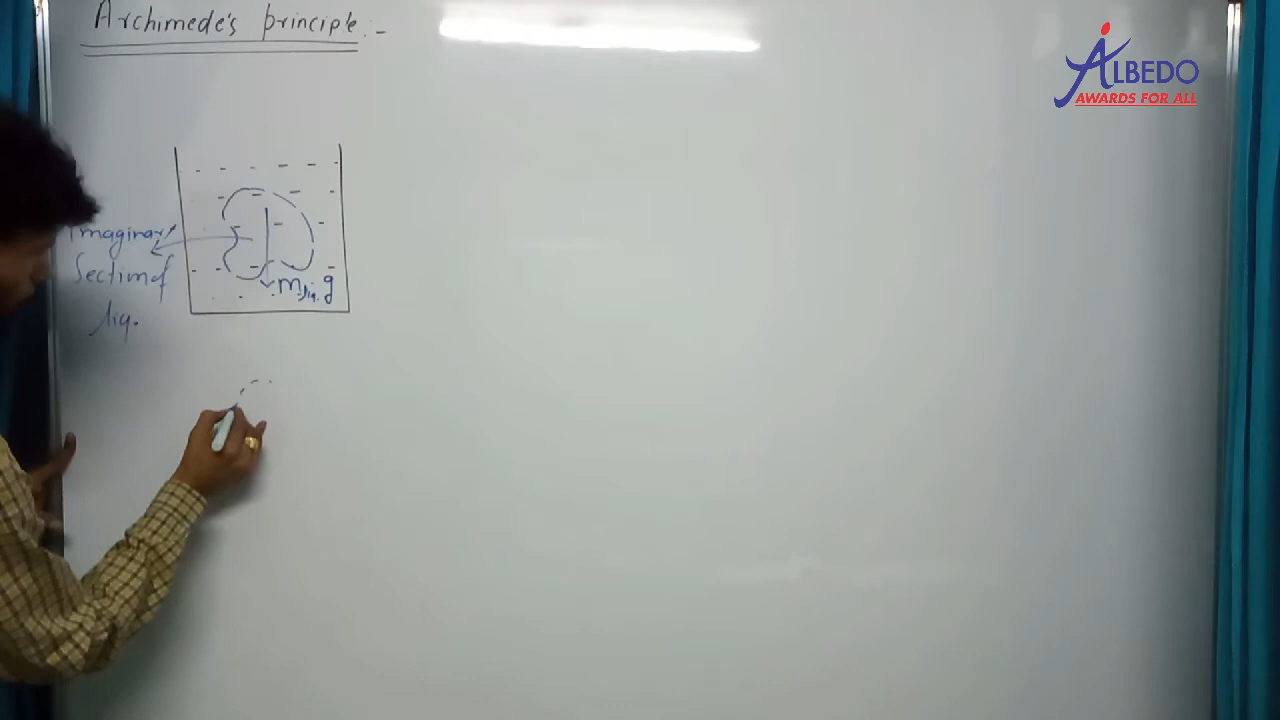 Archimede's principle :-
ALBEDO
AWARDS FOR ALL
Imaginary
Section of
liq.
m liq. g